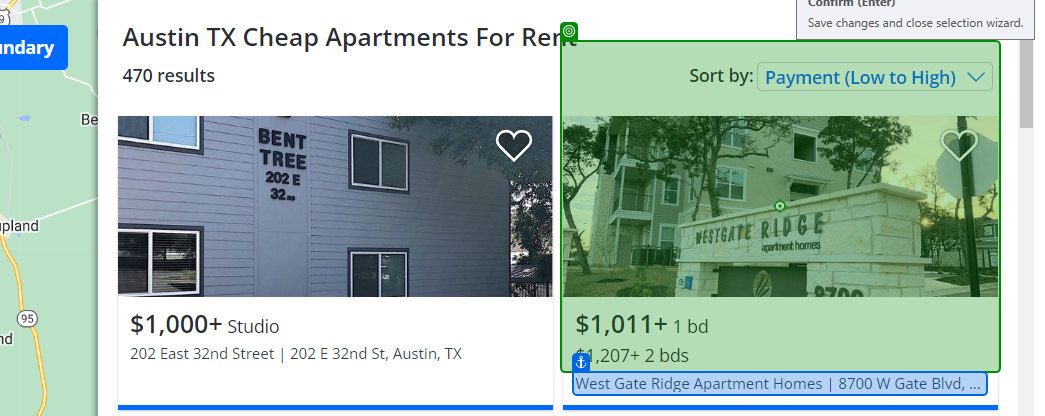 Confirm (Enter)
Save changes and close selection wizard.
undary
Austin TX Cheap Apartments For Rent
470 results
Sort by: Payment (Low to High)
Be
upland
95
nd
9
BENT
TREE
202 E
32
WESTGATE RIDGE
apartment homes
8700
$1,000+ Studio
202 East 32nd Street | 202 E 32nd St, Austin, TX
$1,011+ 1 bd
$1,207+ 2 bds
West Gate Ridge Apartment Homes | 8700 W Gate Blvd, ...